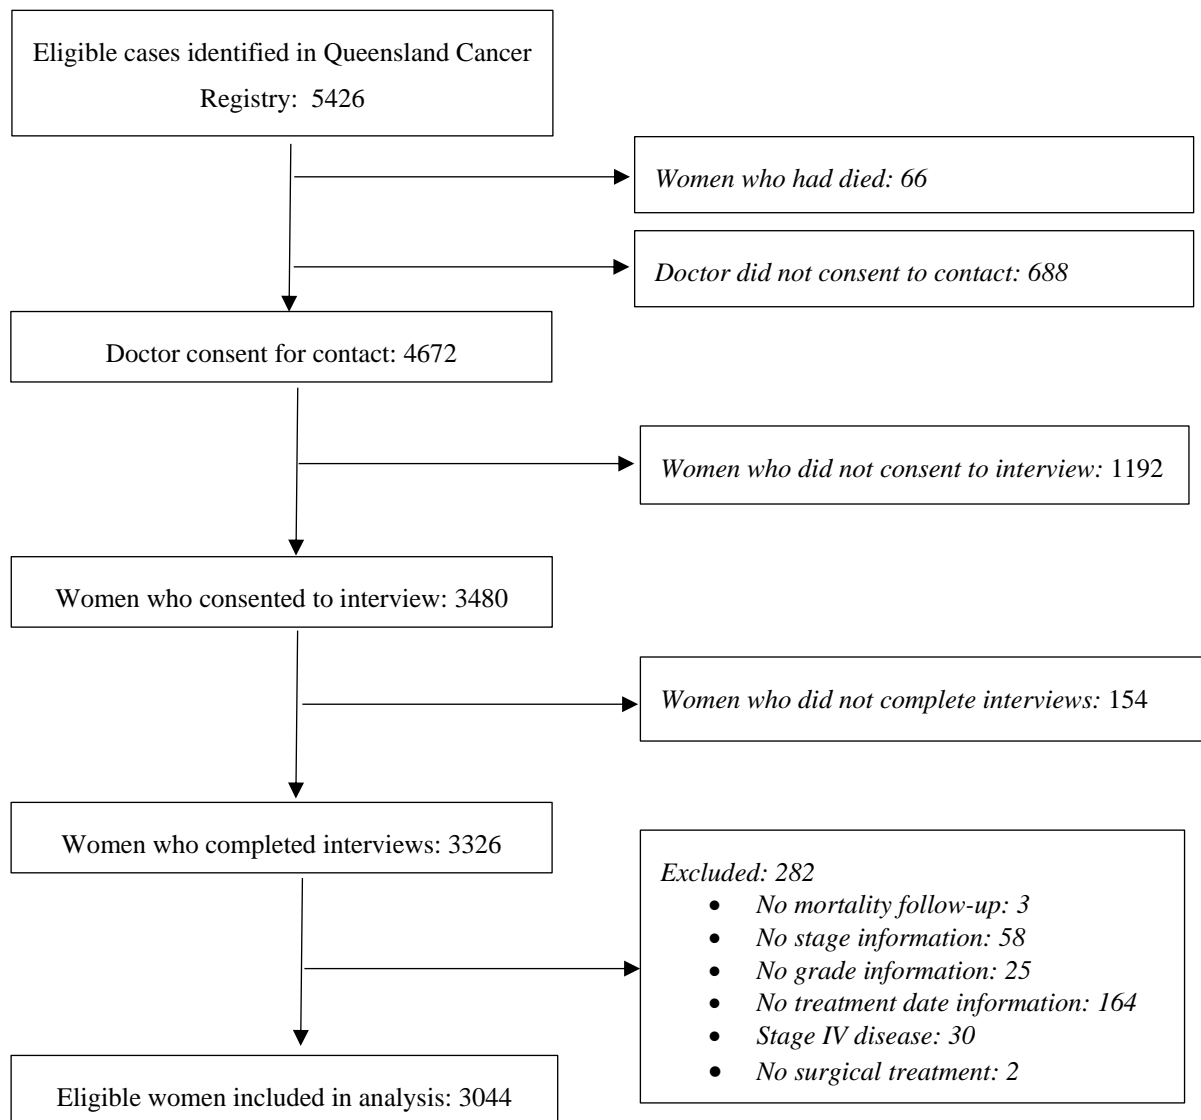 Eligible cases identified in Queensland Cancer
Registry: 5426
Women who had died: 66
Doctor did not consent to contact: 688
Doctor consent for contact: 4672
Women who did not consent to interview: 1192
Women who consented to interview: 3480
Women who did not complete interviews: 154
Women who completed interviews: 3326
Excluded: 282
• No mortality follow-up: 3
• No stage information: 58
• No grade information: 25
• No treatment date information: 164
• Stage IV disease: 30
• No surgical treatment: 2
Eligible women included in analysis: 3044